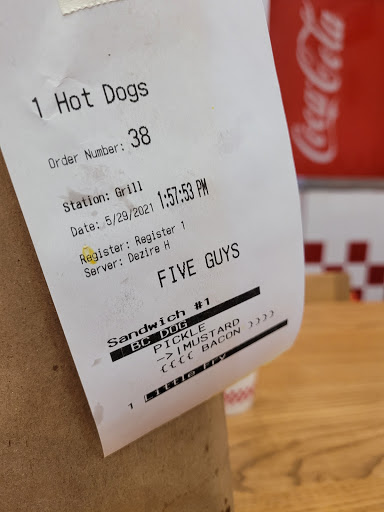 1 Hot Dogs
Order Number: 38
Station: Grill
Date: 5/29/2021 1:57:53 PM
Register: Register 1
Server: Dezire H
FIVE GUYS
Sandwich #1
BC DOG
PICKLE
->|MUSTARD
(((( BACON ))))
1 Little Fry
Coca-Cola